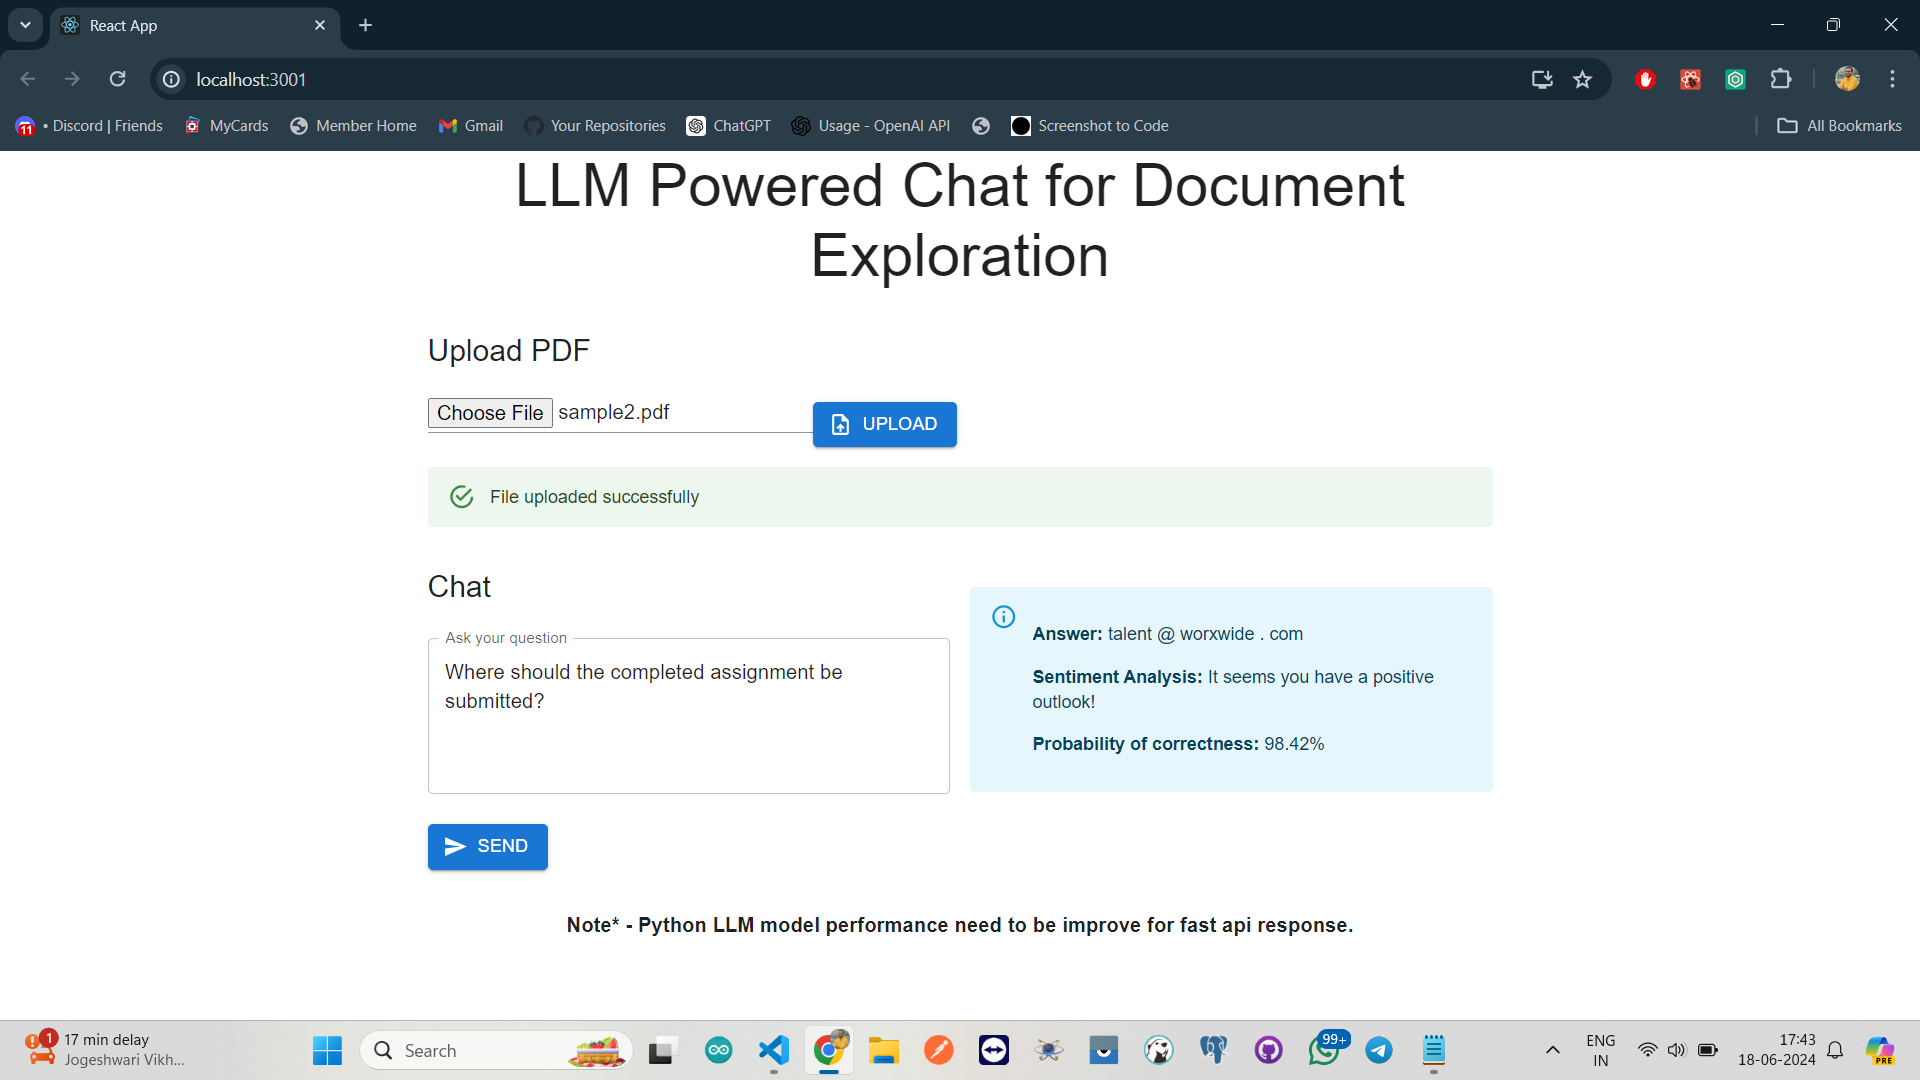 React App
localhost:3001
11 • Discord | Friends MyCards Member Home Gmail Your Repositories ChatGPT Usage - OpenAI API Screenshot to Code All Bookmarks
LLM Powered Chat for Document
Exploration
Upload PDF
Choose File sample2.pdf UPLOAD
File uploaded successfully
Chat
Ask your question
Where should the completed assignment be
submitted?
Answer: talent @ worxwide . com
Sentiment Analysis: It seems you have a positive
outlook!
Probability of correctness: 98.42%
SEND
Note* - Python LLM model performance need to be improve for fast api response.
1 17 min delay
Jogeshwari Vikh...
Search
99+
ENG
IN
17:43
18-06-2024
PRE